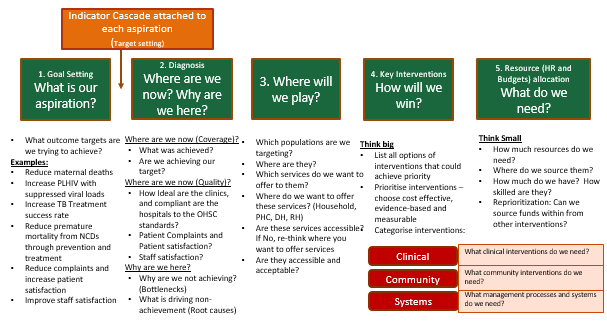 Indicator Cascade attached to
each aspiration
(Target setting)
1. Goal Setting
What is our
aspiration?
2. Diagnosis
Where are we
now? Why are
we here?
3. Where will
we play?
4. Key Interventions
How will we
win?
5. Resource (HR and
Budgets) allocation
What do we
need?
• What outcome targets are
we trying to achieve?
Examples:
• Reduce maternal deaths
• Increase PLHIV with
suppressed viral loads
• Increase TB Treatment
success rate
• Reduce premature
mortality from NCDs
through prevention and
treatment
• Reduce complaints and
increase patient
satisfaction
• Improve staff satisfaction
Where are we now (Coverage)?
• What was achieved?
• Are we achieving our
target?
Where are we now (Quality)?
• How Ideal are the clinics,
and compliant are the
hospitals to the OHSC
standards?
• Patient Complaints and
Patient satisfaction?
• Staff satisfaction?
Why are we here?
• Why are we not achieving?
(Bottlenecks)
• What is driving non-
achievement (Root causes)
• Which populations are we
targeting?
• Where are they?
• Which services do we want to
offer to them?
• Where do we want to offer
these services? (Household,
PHC, DH, RH)
• Are these services accessible?
If No, re-think where you
want to offer services
• Are they accessible and
acceptable?
Think big
• List all options of
interventions that could
achieve priority
• Prioritise interventions –
choose cost effective,
evidence-based and
measurable
• Categorise interventions:
Think Small
• How much resources do we
need?
• Where do we source them?
• How much do we have? How
skilled are they?
• Reprioritization: Can we
source funds within from
other interventions?
Clinical
What clinical interventions do we need?
Community
What community interventions do we
need?
Systems
What management processes and systems
do we need?